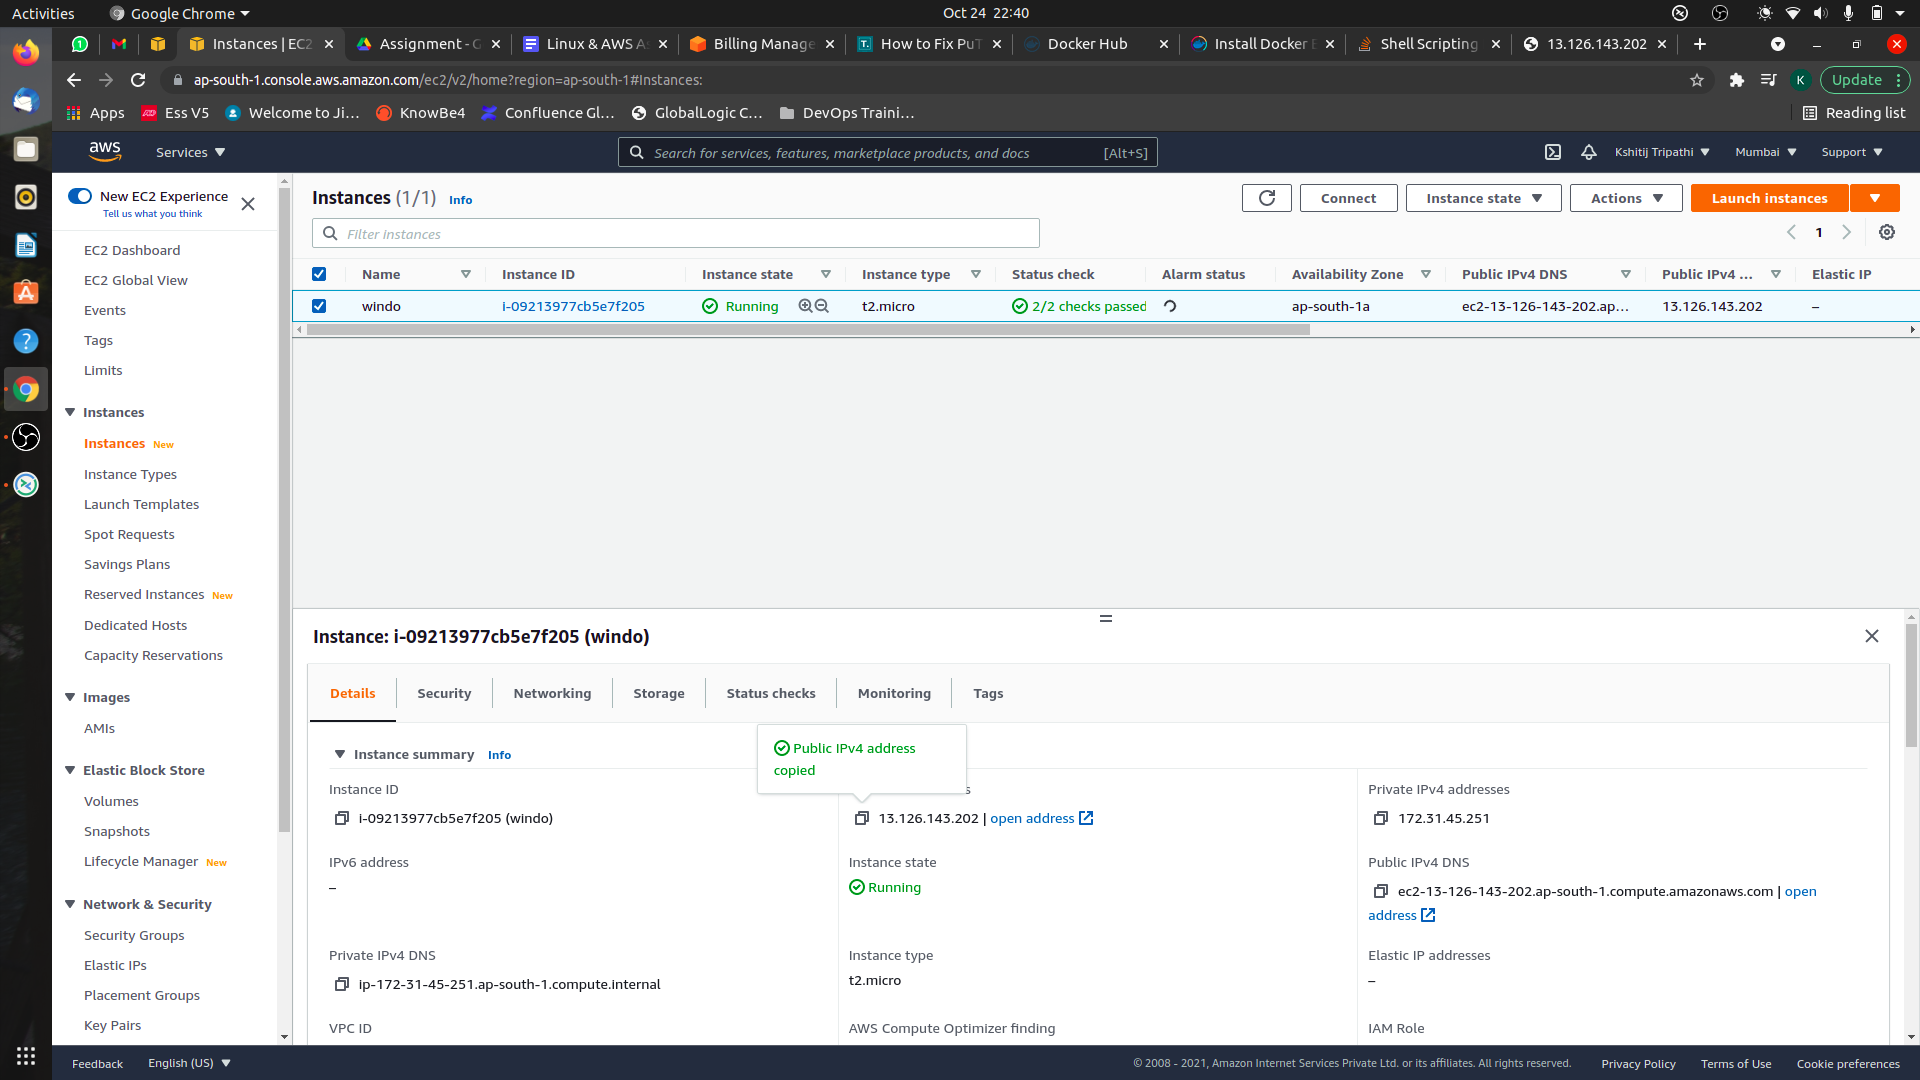 Activities
Google Chrome
Oct 24 22:40
Instances | EC2
Assignment - G
Linux & AWS As
Billing Manage
How to Fix PuT
Docker Hub
Install Docker E
Shell Scripting
13.126.143.202
ap-south-1.console.aws.amazon.com/ec2/v2/home?region=ap-south-1#Instances:
K
Update
Apps
Ess V5
Welcome to Ji…
KnowBe4
Confluence Gl…
GlobalLogic C…
DevOps Traini…
Reading list
aws
Services
Search for services, features, marketplace products, and docs
[Alt+S]
Kshitij Tripathi
Mumbai
Support
New EC2 Experience
Tell us what you think
EC2 Dashboard
EC2 Global View
Events
Tags
Limits
Instances
Instances New
Instance Types
Launch Templates
Spot Requests
Savings Plans
Reserved Instances New
Dedicated Hosts
Capacity Reservations
Images
AMIs
Elastic Block Store
Volumes
Snapshots
Lifecycle Manager New
Network & Security
Security Groups
Elastic IPs
Placement Groups
Key Pairs
Instances (1/1) Info
Connect
Instance state
Actions
Launch instances
Filter instances
1
Name
Instance ID
Instance state
Instance type
Status check
Alarm status
Availability Zone
Public IPv4 DNS
Public IPv4 ...
Elastic IP
windo
i-09213977cb5e7f205
Running
t2.micro
2/2 checks passed
ap-south-1a
ec2-13-126-143-202.ap...
13.126.143.202
–
Instance: i-09213977cb5e7f205 (windo)
Details
Security
Networking
Storage
Status checks
Monitoring
Tags
Instance summary Info
Public IPv4 address
copied
Instance ID
i-09213977cb5e7f205 (windo)
s
13.126.143.202 | open address
Private IPv4 addresses
172.31.45.251
IPv6 address
–
Instance state
Running
Public IPv4 DNS
ec2-13-126-143-202.ap-south-1.compute.amazonaws.com | open
address
Private IPv4 DNS
ip-172-31-45-251.ap-south-1.compute.internal
Instance type
t2.micro
Elastic IP addresses
–
VPC ID
AWS Compute Optimizer finding
IAM Role
Feedback
English (US)
© 2008 - 2021, Amazon Internet Services Private Ltd. or its affiliates. All rights reserved.
Privacy Policy
Terms of Use
Cookie preferences